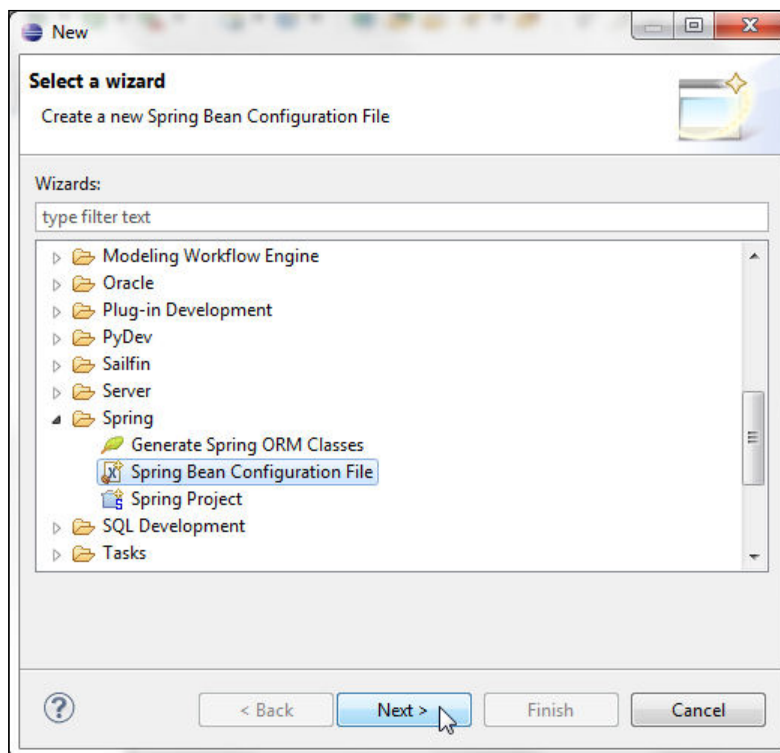 New
Select a wizard
Create a new Spring Bean Configuration File
Wizards:
type filter text
Modeling Workflow Engine
Oracle
Plug-in Development
PyDev
Sailfin
Server
Spring
Generate Spring ORM Classes
Spring Bean Configuration File
Spring Project
SQL Development
Tasks
< Back Next > Finish Cancel